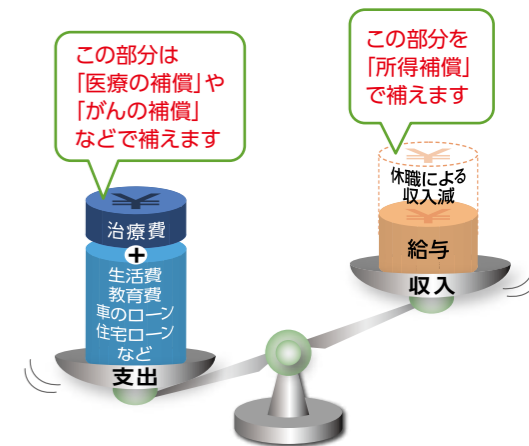 この部分は
「医療の補償」や
「がんの補償」
などで補えます
この部分を
「所得補償」
で補えます
¥
治療費
+
生活費
教育費
車のローン
住宅ローン
など
支出
¥
休職による
収入減
¥
給与
収入